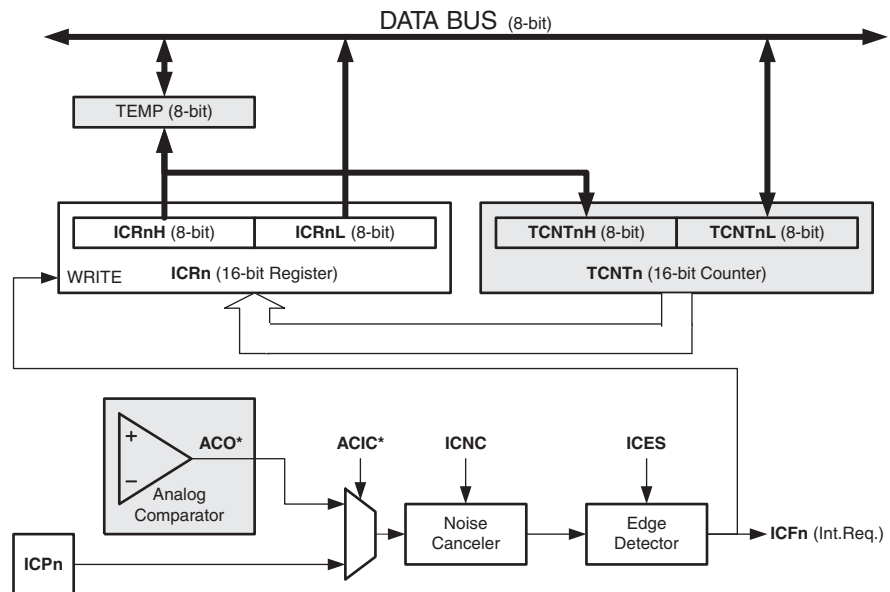 DATA BUS (8-bit)
TEMP (8-bit)
ICRnH (8-bit) ICRnL (8-bit) TCNTnH (8-bit) TCNTnL (8-bit)
WRITE ICRn (16-bit Register) TCNTn (16-bit Counter)
+
ACO* ACIC* ICNC ICES
−
Analog
Comparator
Noise
Canceler
Edge
Detector
ICFn (Int.Req.)
ICPn